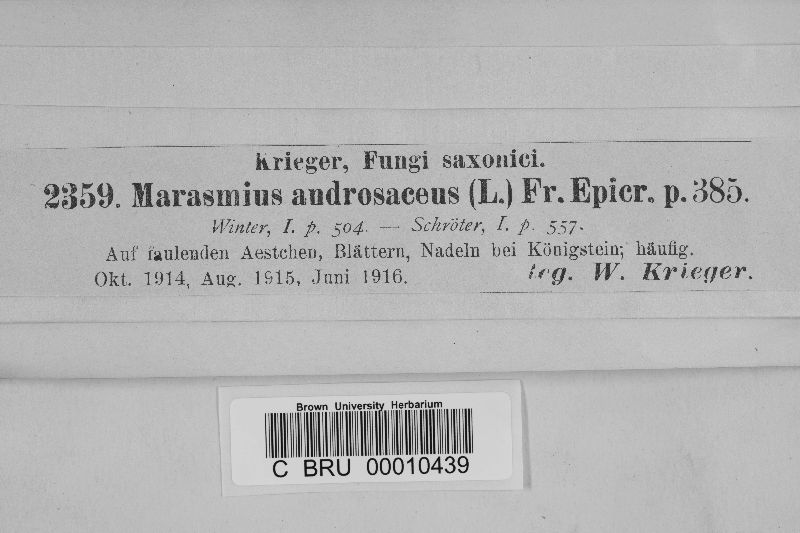 Krieger, Fungi saxonici.
2359. Marasmius androsaceus (L.) Fr. Epicr. p. 385.
Winter, I. p. 504. — Schröter, I. p. 557.
Auf faulenden Aestchen, Blättern, Nadeln bei Königstein; häufig.
Okt. 1914, Aug. 1915, Juni 1916. leg. W. Krieger.
Brown University Herbarium
C BRU 00010439